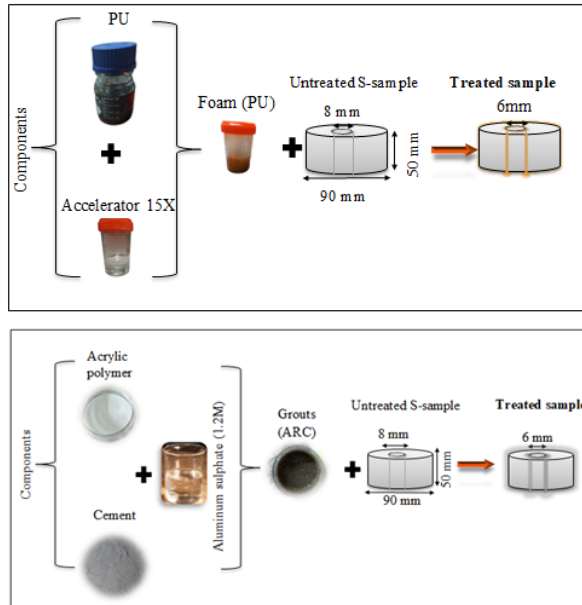 PU
Components
Accelerator 15X
Foam (PU)
Untreated S-sample
8 mm
50 mm
90 mm
Treated sample
6mm
Components
Acrylic
polymer
Cement
Aluminum sulphate (1.2M)
Grouts
(ARC)
Untreated S-sample
8 mm
50 mm
90 mm
Treated sample
6 mm